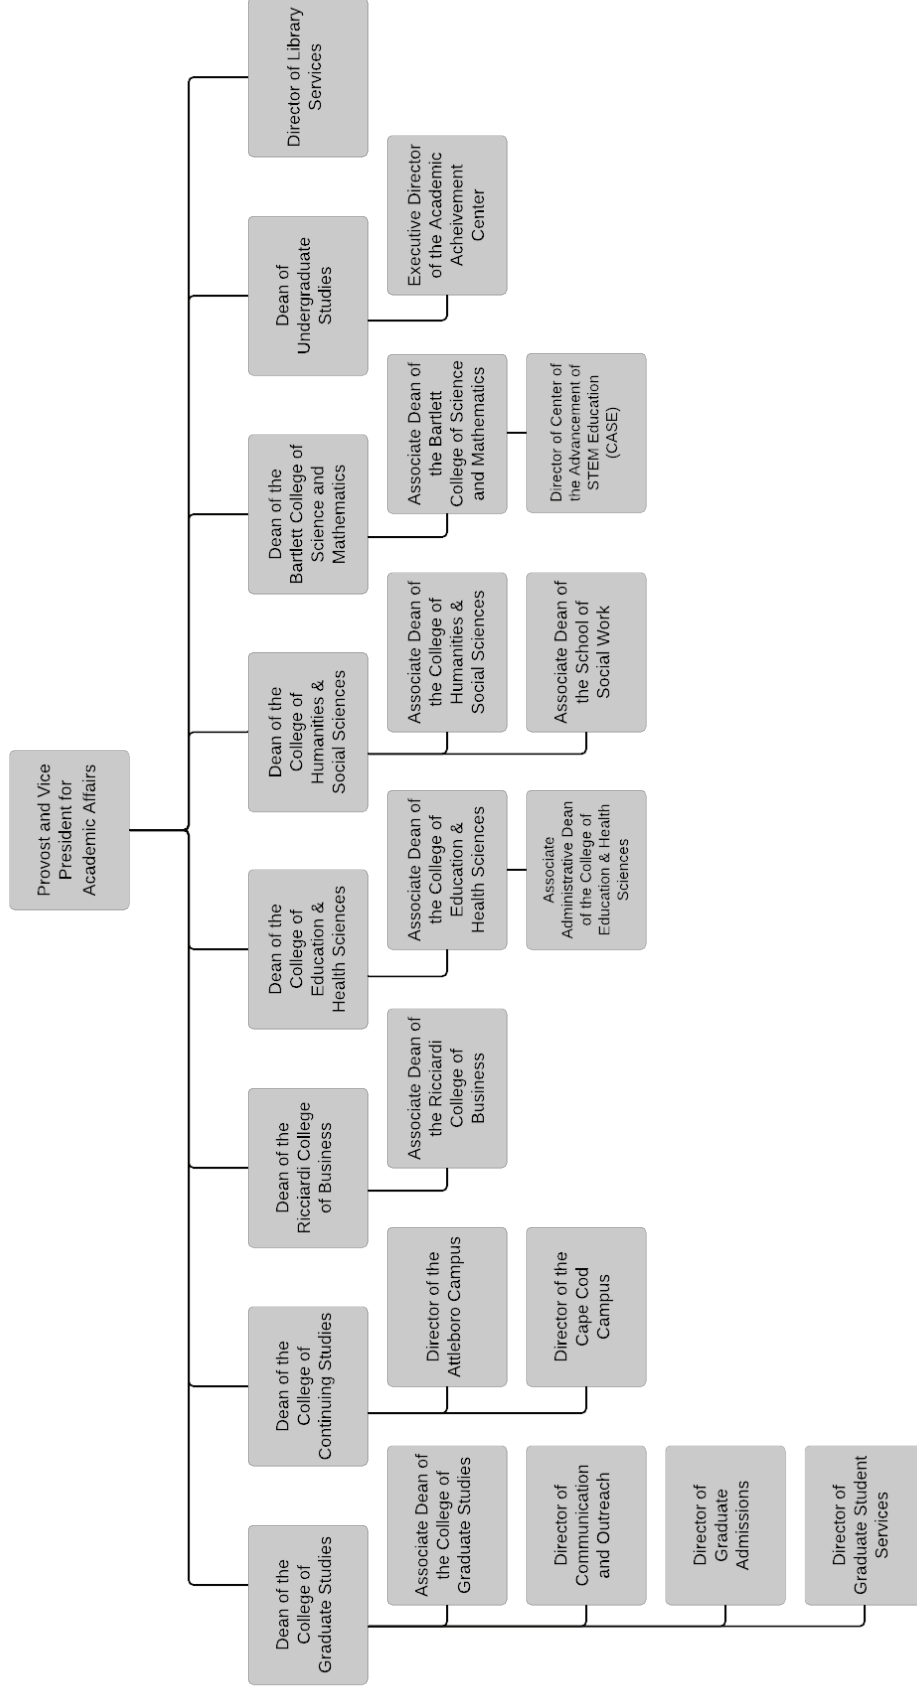 Provost and Vice
President for
Academic Affairs
Dean of the
College of
Graduate Studies
Associate Dean of
the College of
Graduate Studies
Director of
Communication
and Outreach
Director of
Graduate
Admissions
Director of
Graduate Student
Services
Dean of the
College of
Continuing Studies
Director of the
Attleboro Campus
Director of the
Cape Cod
Campus
Dean of the
Ricciardi College
of Business
Associate Dean of
the Ricciardi
College of
Business
Dean of the
College of
Education &
Health Sciences
Associate Dean of
the College of
Education &
Health Sciences
Associate
Administrative Dean
of the College of
Education & Health
Sciences
Dean of the
College of
Humanities &
Social Sciences
Associate Dean of
the College of
Humanities &
Social Sciences
Associate Dean of
the School of
Social Work
Dean of the
Bartlett College of
Science and
Mathematics
Associate Dean of
the Bartlett
College of Science
and Mathematics
Director of Center of
the Advancement of
STEM Education
(CASE)
Dean of
Undergraduate
Studies
Executive Director
of the Academic
Acheivement
Center
Director of Library
Services